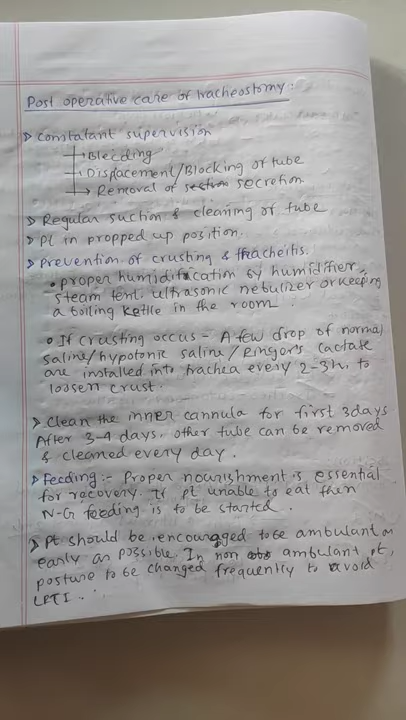 Post operative care of tracheostomy:
> Constatant supervision
→ Bleeding
→ Displacement/Blocking of tube
→ Removal of section secretion
> Regular suction & cleaning of tube
> Pt in propped up position.
> Prevention of crusting & tracheitis.
• proper humidification by humidifier,
steam tent, ultrasonic nebulizer or keeping
a boiling kettle in the room.
• If crusting occus - A few drop of normal
saline/hypotonic saline/Ringer's lactate
are installed into trachea every 2-3h, to
loosen crust.
> Clean the inner cannula for first 3days
After 3-4 days, other tube can be removed
& cleaned every day.
> Feeding:- Proper nourishment is essential
for recovery. If pt unable to eat then
N-G feeding is to be started.
> Pt should be encouraged to be ambulant as
early as possible. In non ambulant pt,
posture to be changed frequently to avoid
LRTI.